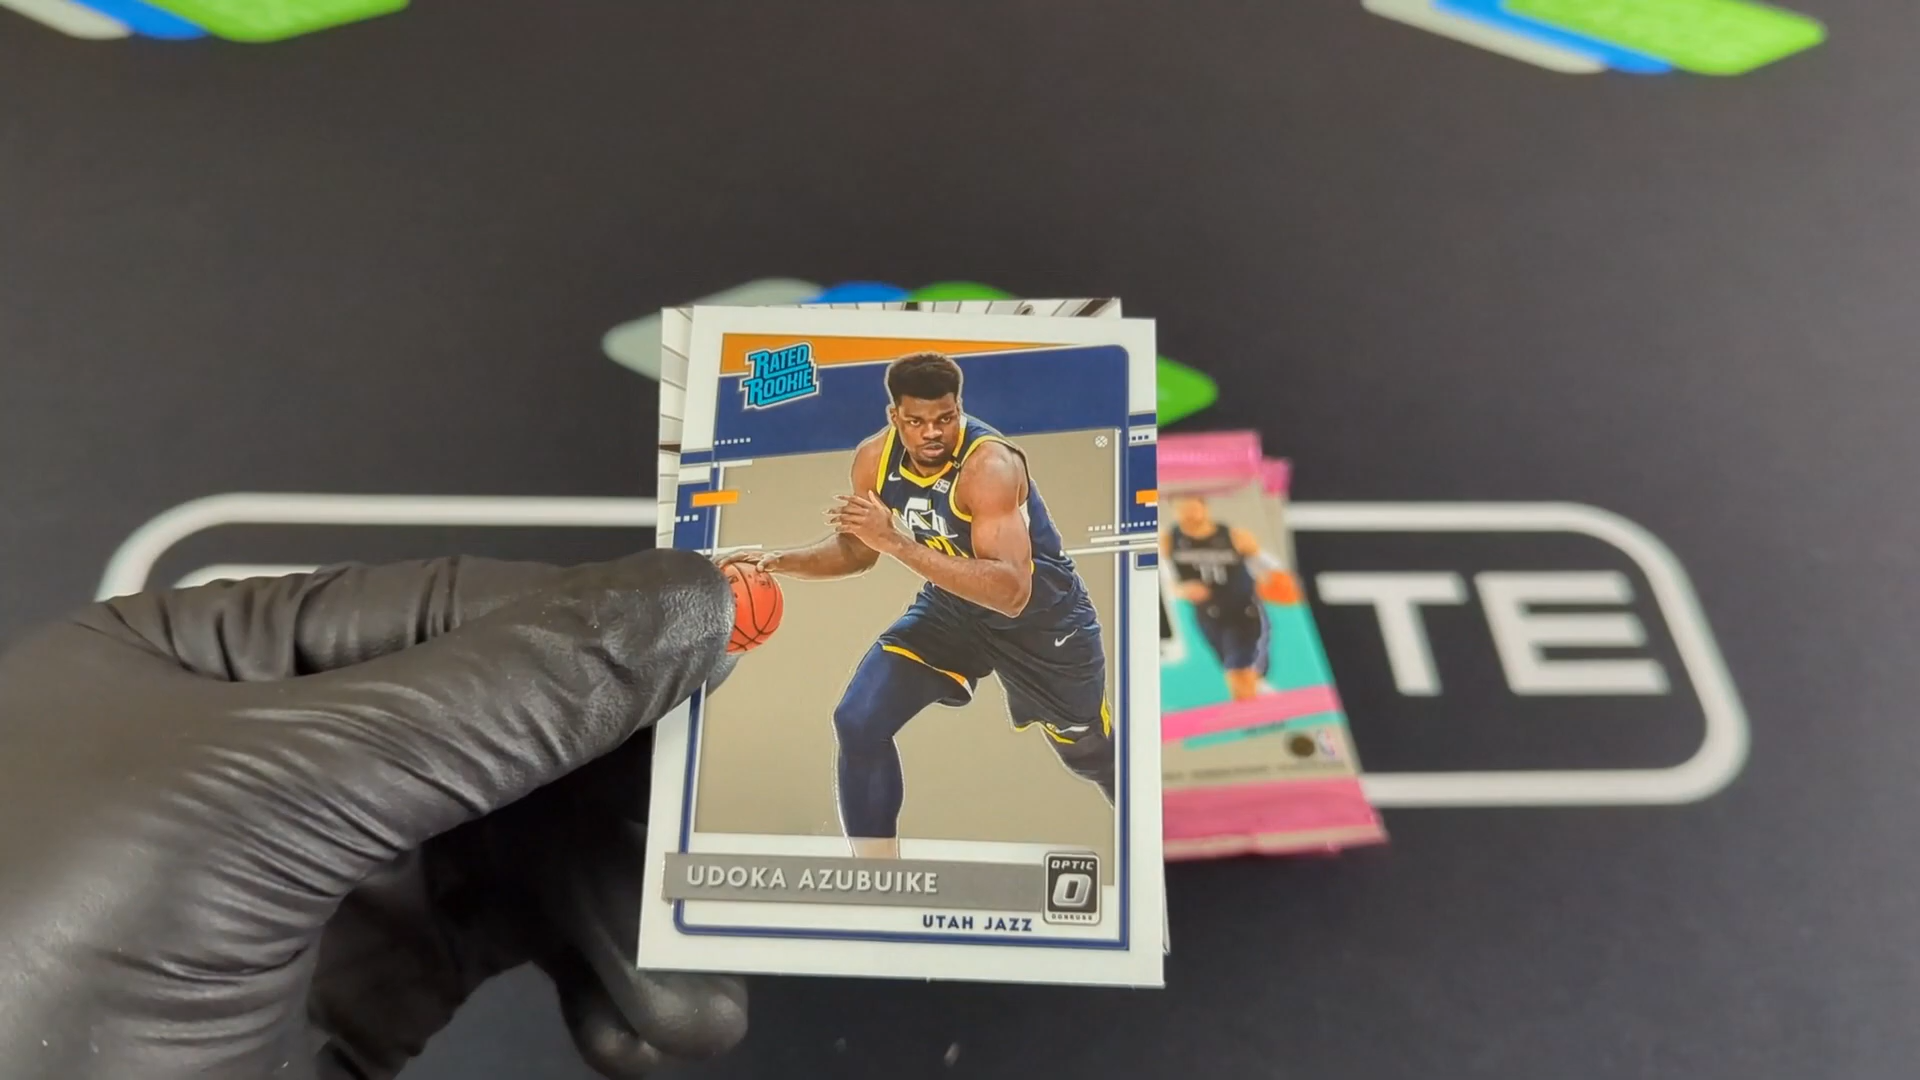 RATED
ROOKIE
UDOKA AZUBUIKE
OPTIC
DONRUSS
UTAH JAZZ
TE